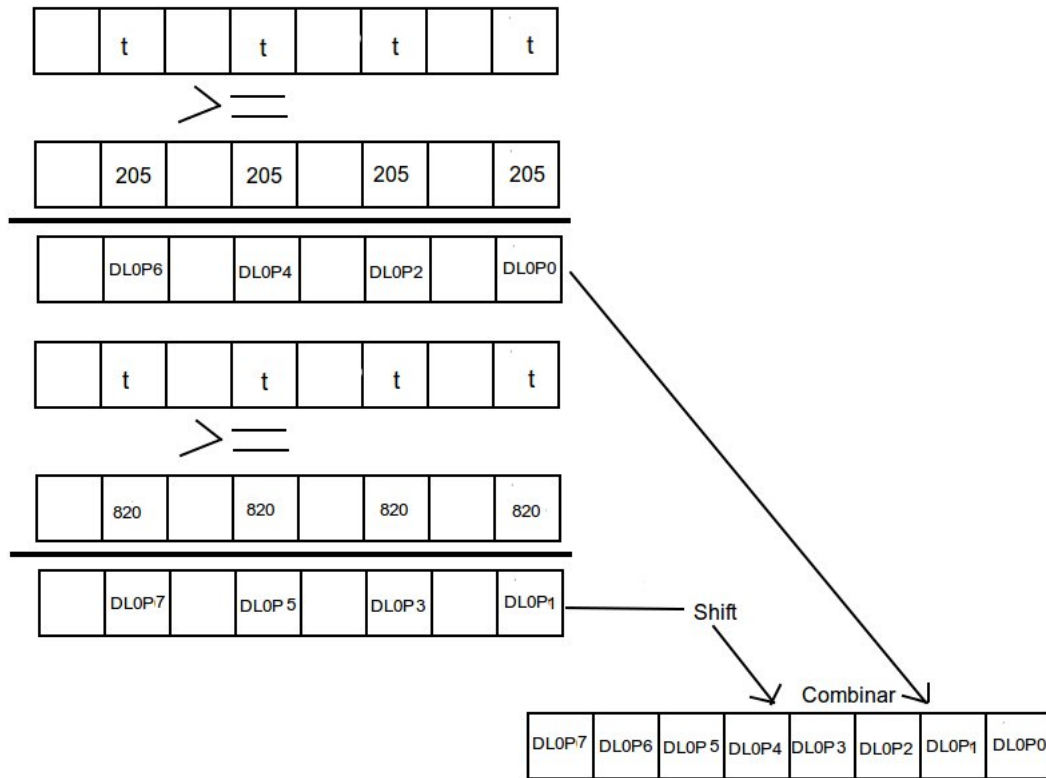 t t t t
>=
205 205 205 205
DL0P6 DL0P4 DL0P2 DL0P0
t t t t
>=
820 820 820 820
DL0P7 DL0P5 DL0P3 DL0P1
Shift
Combinar
DL0P7 DL0P6 DL0P5 DL0P4 DL0P3 DL0P2 DL0P1 DL0P0